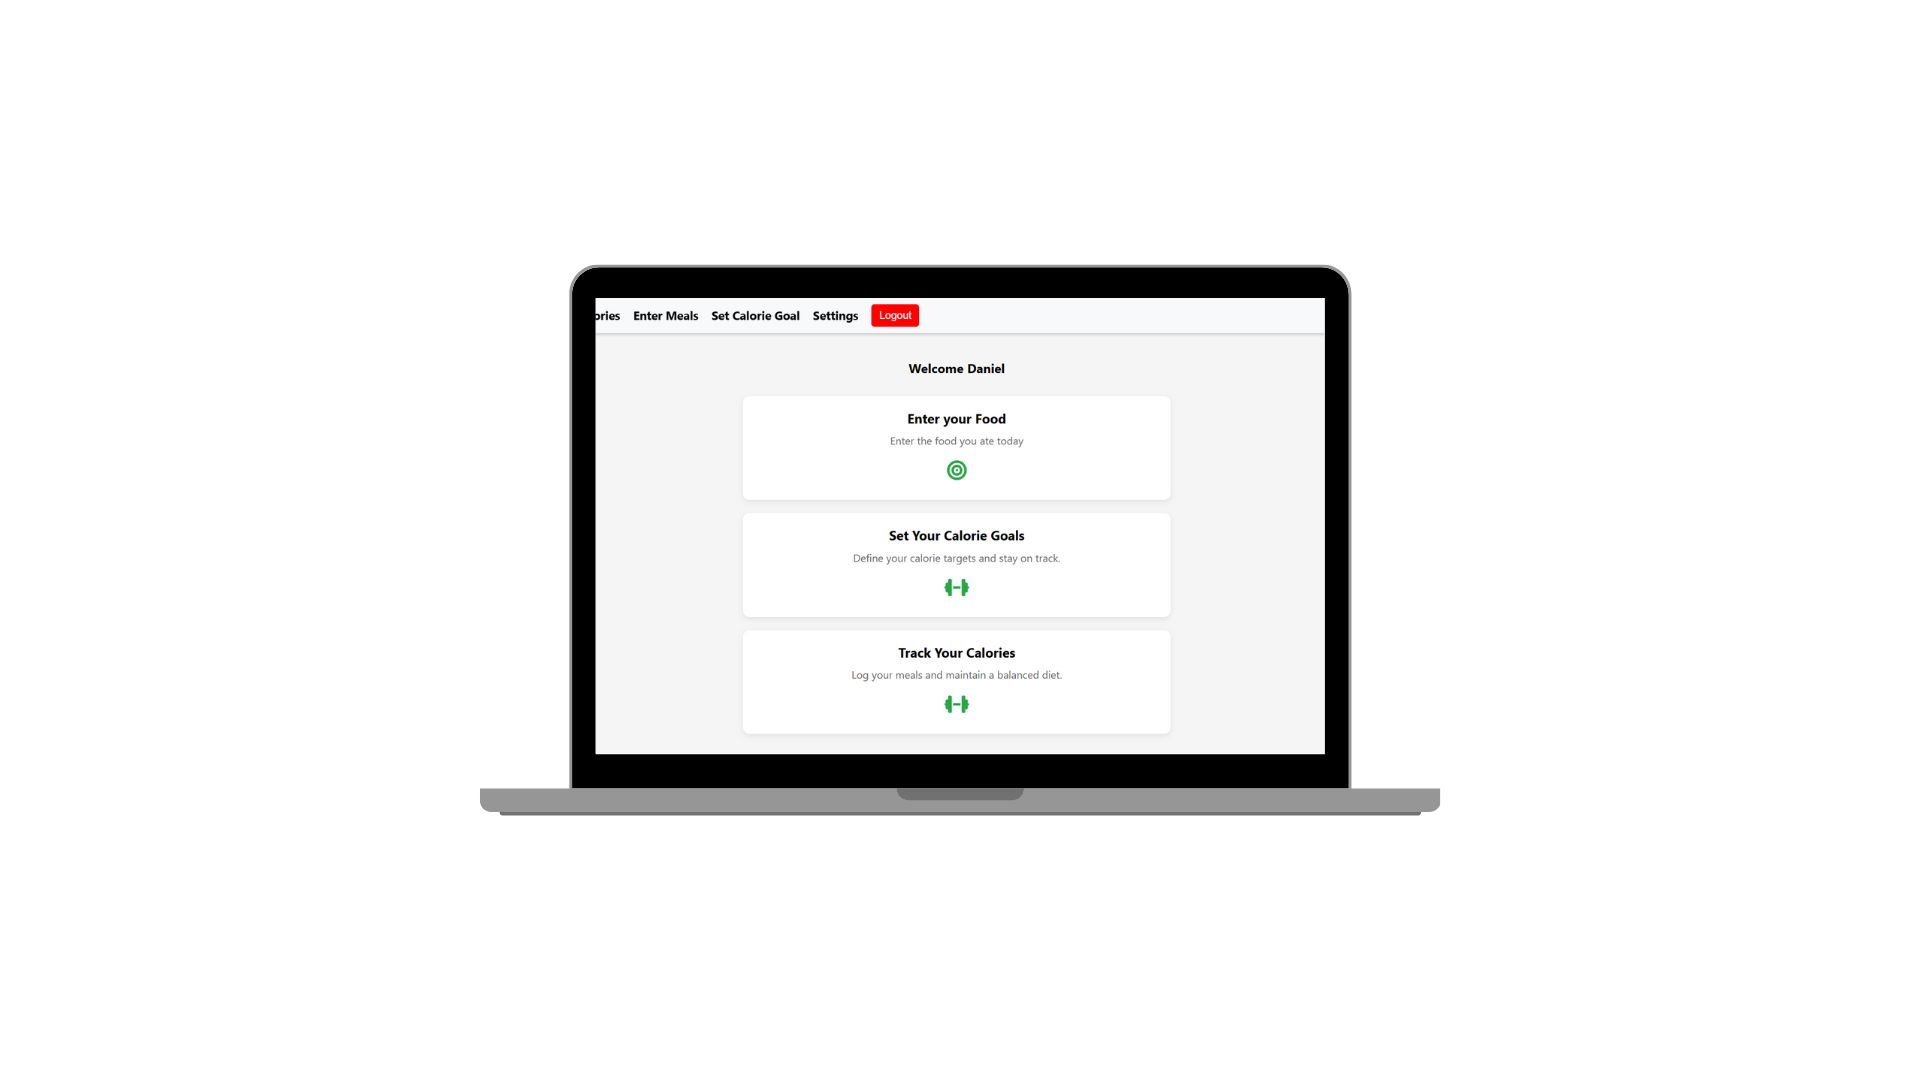 ories Enter Meals Set Calorie Goal Settings Logout
Welcome Daniel
Enter your Food
Enter the food you ate today
Set Your Calorie Goals
Define your calorie targets and stay on track.
Track Your Calories
Log your meals and maintain a balanced diet.